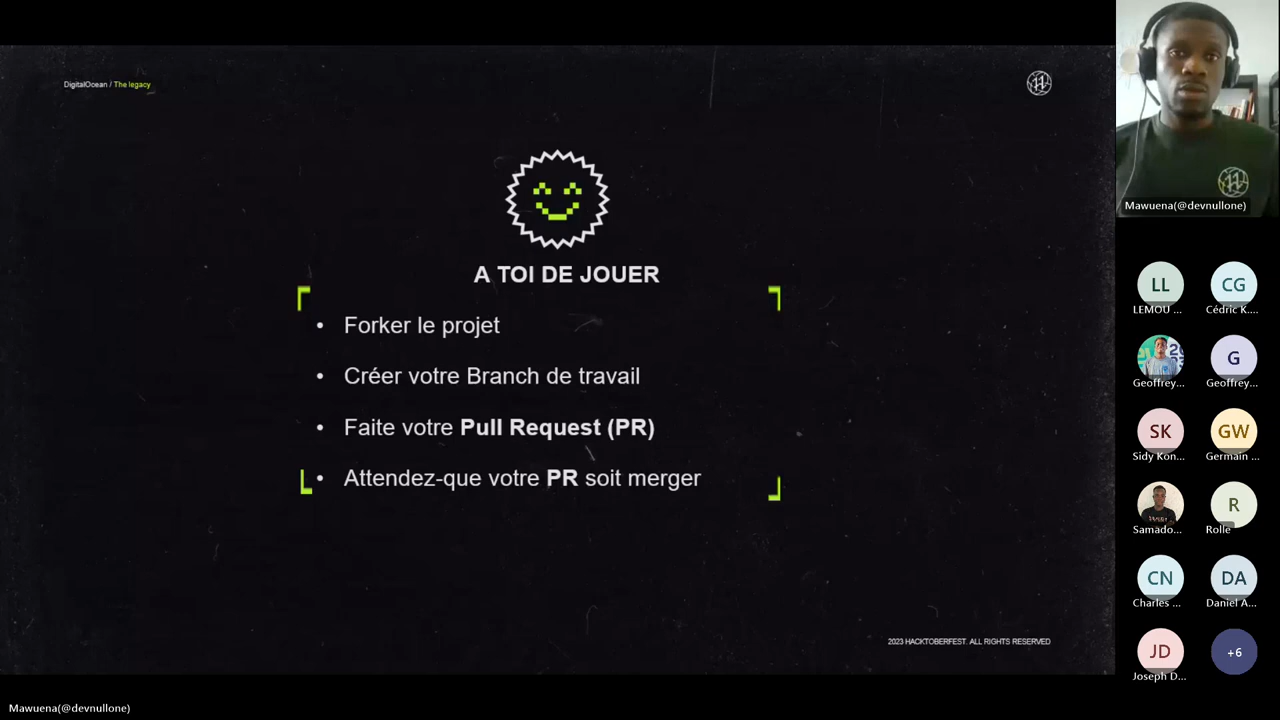 DigitalOcean / The legacy
A TOI DE JOUER
• Forker le projet
• Créer votre Branch de travail
• Faite votre Pull Request (PR)
• Attendez-que votre PR soit merger
2023 HACKTOBERFEST. ALL RIGHTS RESERVED
Mawuena(@devnullone)
LL
LEMOU ...
CG
Cédric K....
Geoffrey...
G
Geoffrey...
SK
Sidy Kon...
GW
Germain ...
Samado...
R
Rolle
CN
Charles ...
DA
Daniel A...
JD
Joseph D...
+6
Mawuena(@devnullone)